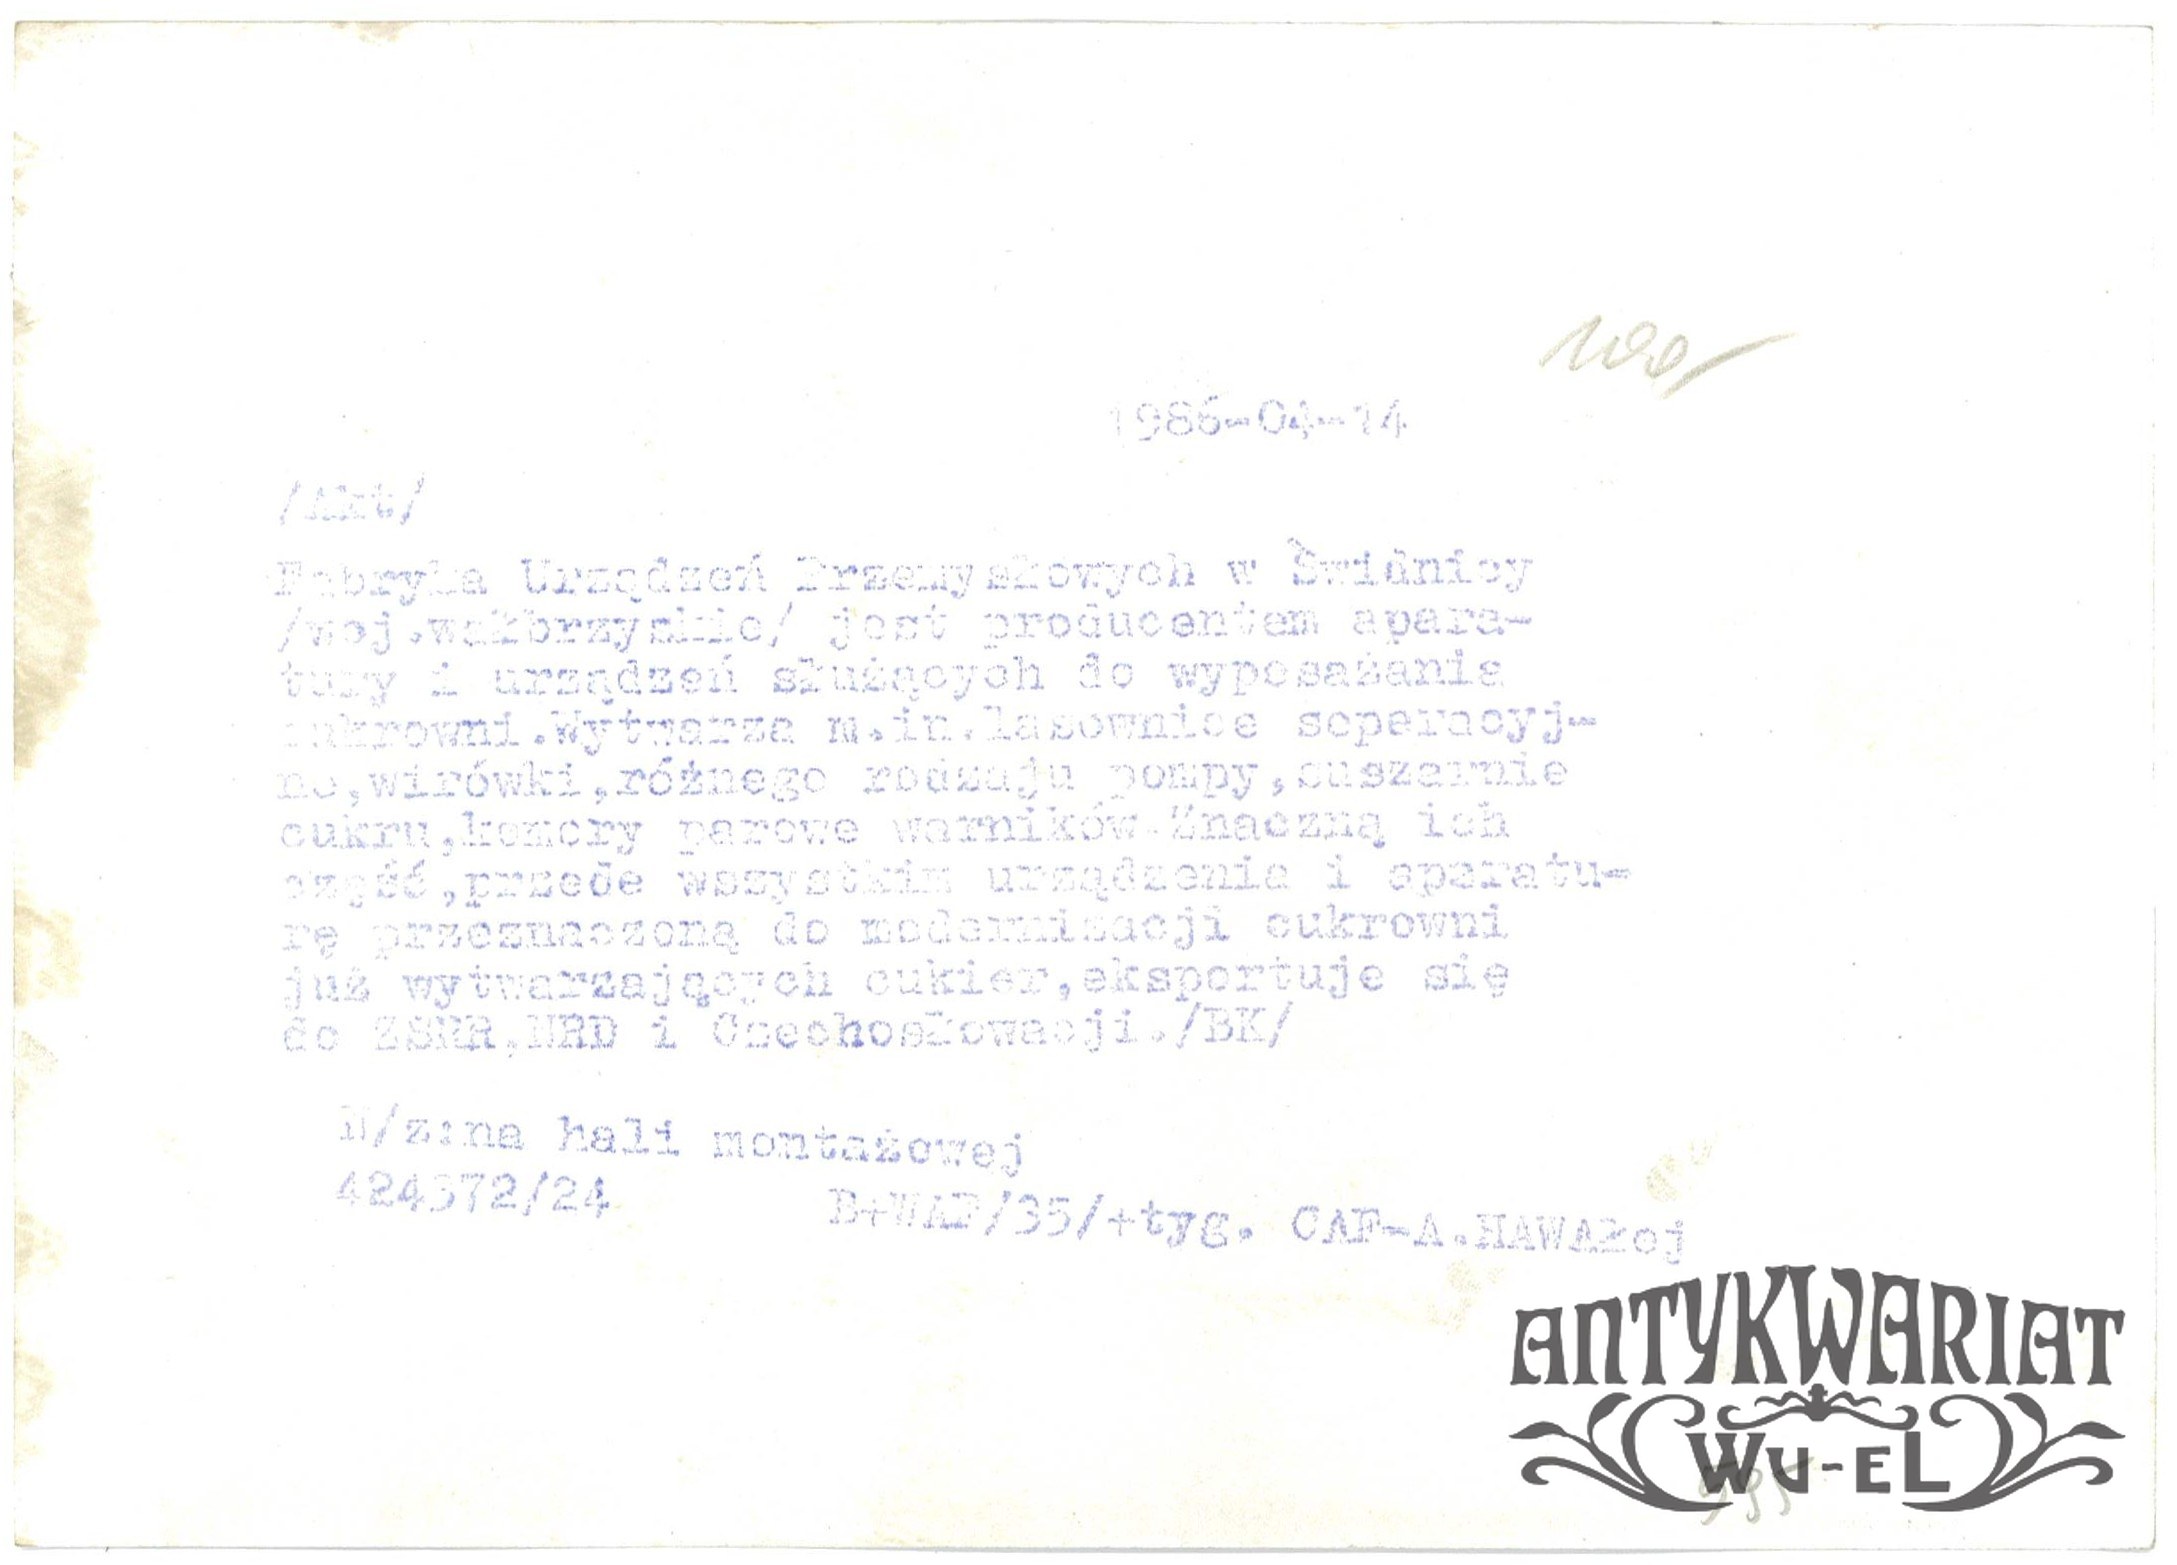 1986-04-14
/Akt/
Fabryka Urządzeń Przemysłowych w Świdnicy
/woj.wałbrzyskie/ jest producentem apara-
tury i urządzeń służących do wyposażania
cukrowni.Wytwarza m.in.lasownice separacyj-
ne,wirówki,różnego rodzaju pompy,suszarnie
cukru,komory parowe warników.Znaczną ich
część,przede wszystkim urządzenia i aparatu-
rę przeznaczoną do modernizacji cukrowni
już wytwarzających cukier,eksportuje się
do ZSRR,NRD i Czechosłowacji./BK/
N/z:na hali montażowej
424372/24 B+WAF/35/+tyg. CAF-A.HAWAŁej
ANTYKWARIAT
Wu-eL